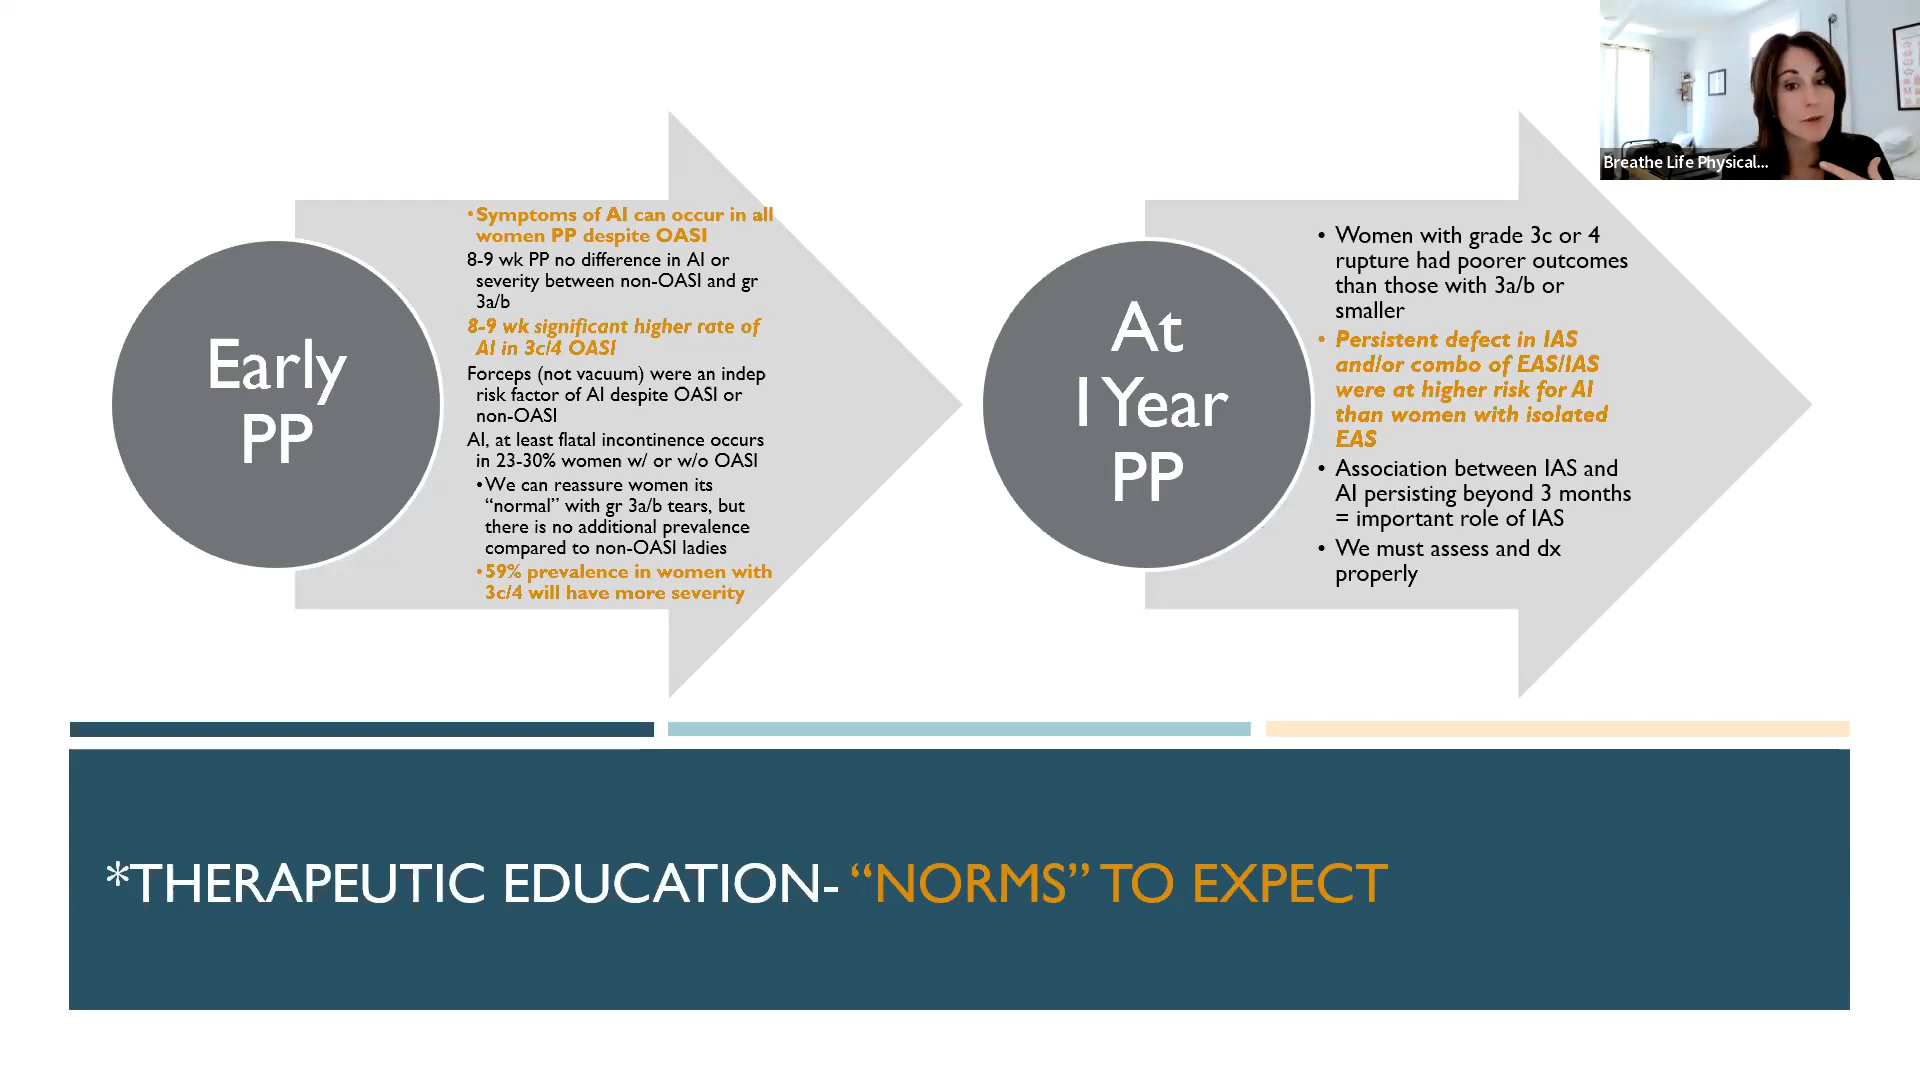 Breathe Life Physical...
Early
PP
•Symptoms of AI can occur in all
women PP despite OASI
8-9 wk PP no difference in AI or
severity between non-OASI and gr
3a/b
8-9 wk significant higher rate of
AI in 3c/4 OASI
Forceps (not vacuum) were an indep
risk factor of AI despite OASI or
non-OASI
AI, at least flatal incontinence occurs
in 23-30% women w/ or w/o OASI
•We can reassure women its
“normal” with gr 3a/b tears, but
there is no additional prevalence
compared to non-OASI ladies
•59% prevalence in women with
3c/4 will have more severity
At
1 Year
PP
• Women with grade 3c or 4
rupture had poorer outcomes
than those with 3a/b or
smaller
• Persistent defect in IAS
and/or combo of EAS/IAS
were at higher risk for AI
than women with isolated
EAS
• Association between IAS and
AI persisting beyond 3 months
= important role of IAS
• We must assess and dx
properly
*THERAPEUTIC EDUCATION- “NORMS” TO EXPECT